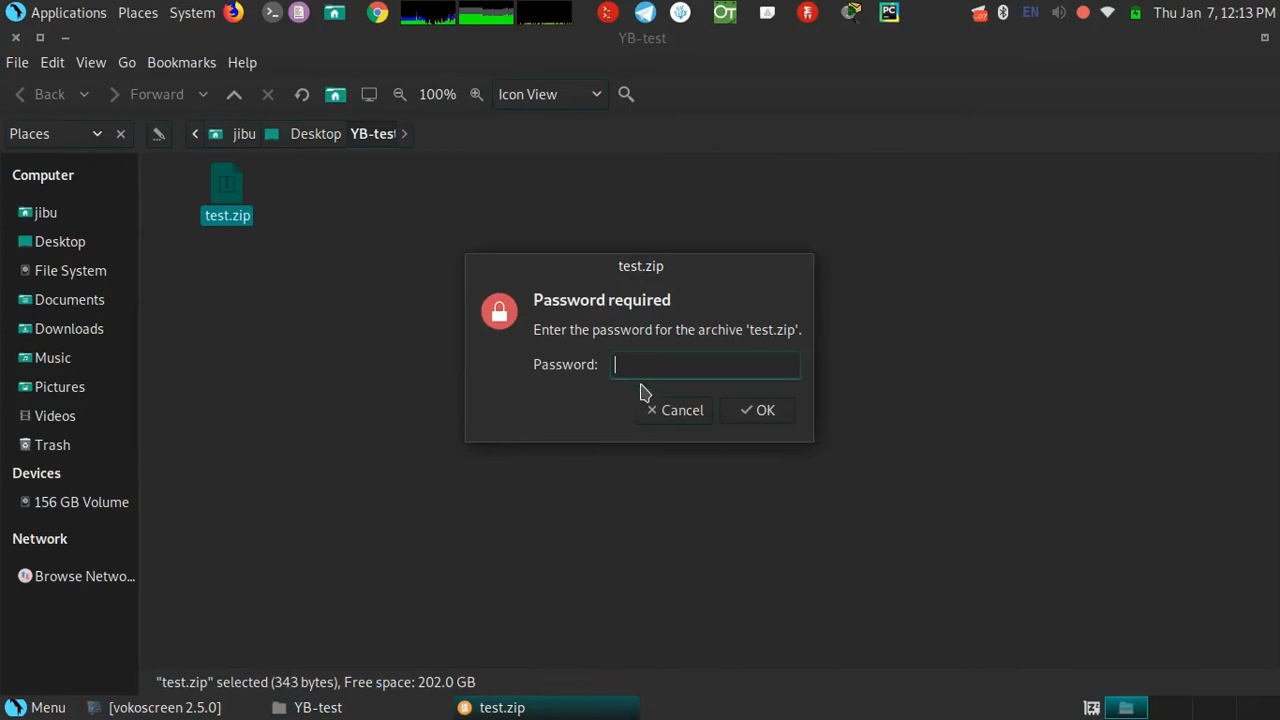 Applications Places System EN Thu Jan 7, 12:13 PM
YB-test
File Edit View Go Bookmarks Help
Back Forward 100% Icon View
Places jibu Desktop YB-test
Computer
test.zip
jibu
Desktop
File System
Documents
Downloads
Music
Pictures
Videos
Trash
Devices
156 GB Volume
Network
Browse Netwo...
test.zip
Password required
Enter the password for the archive 'test.zip'.
Password:
Cancel OK
"test.zip" selected (343 bytes), Free space: 202.0 GB
Menu [vokoscreen 2.5.0] YB-test test.zip